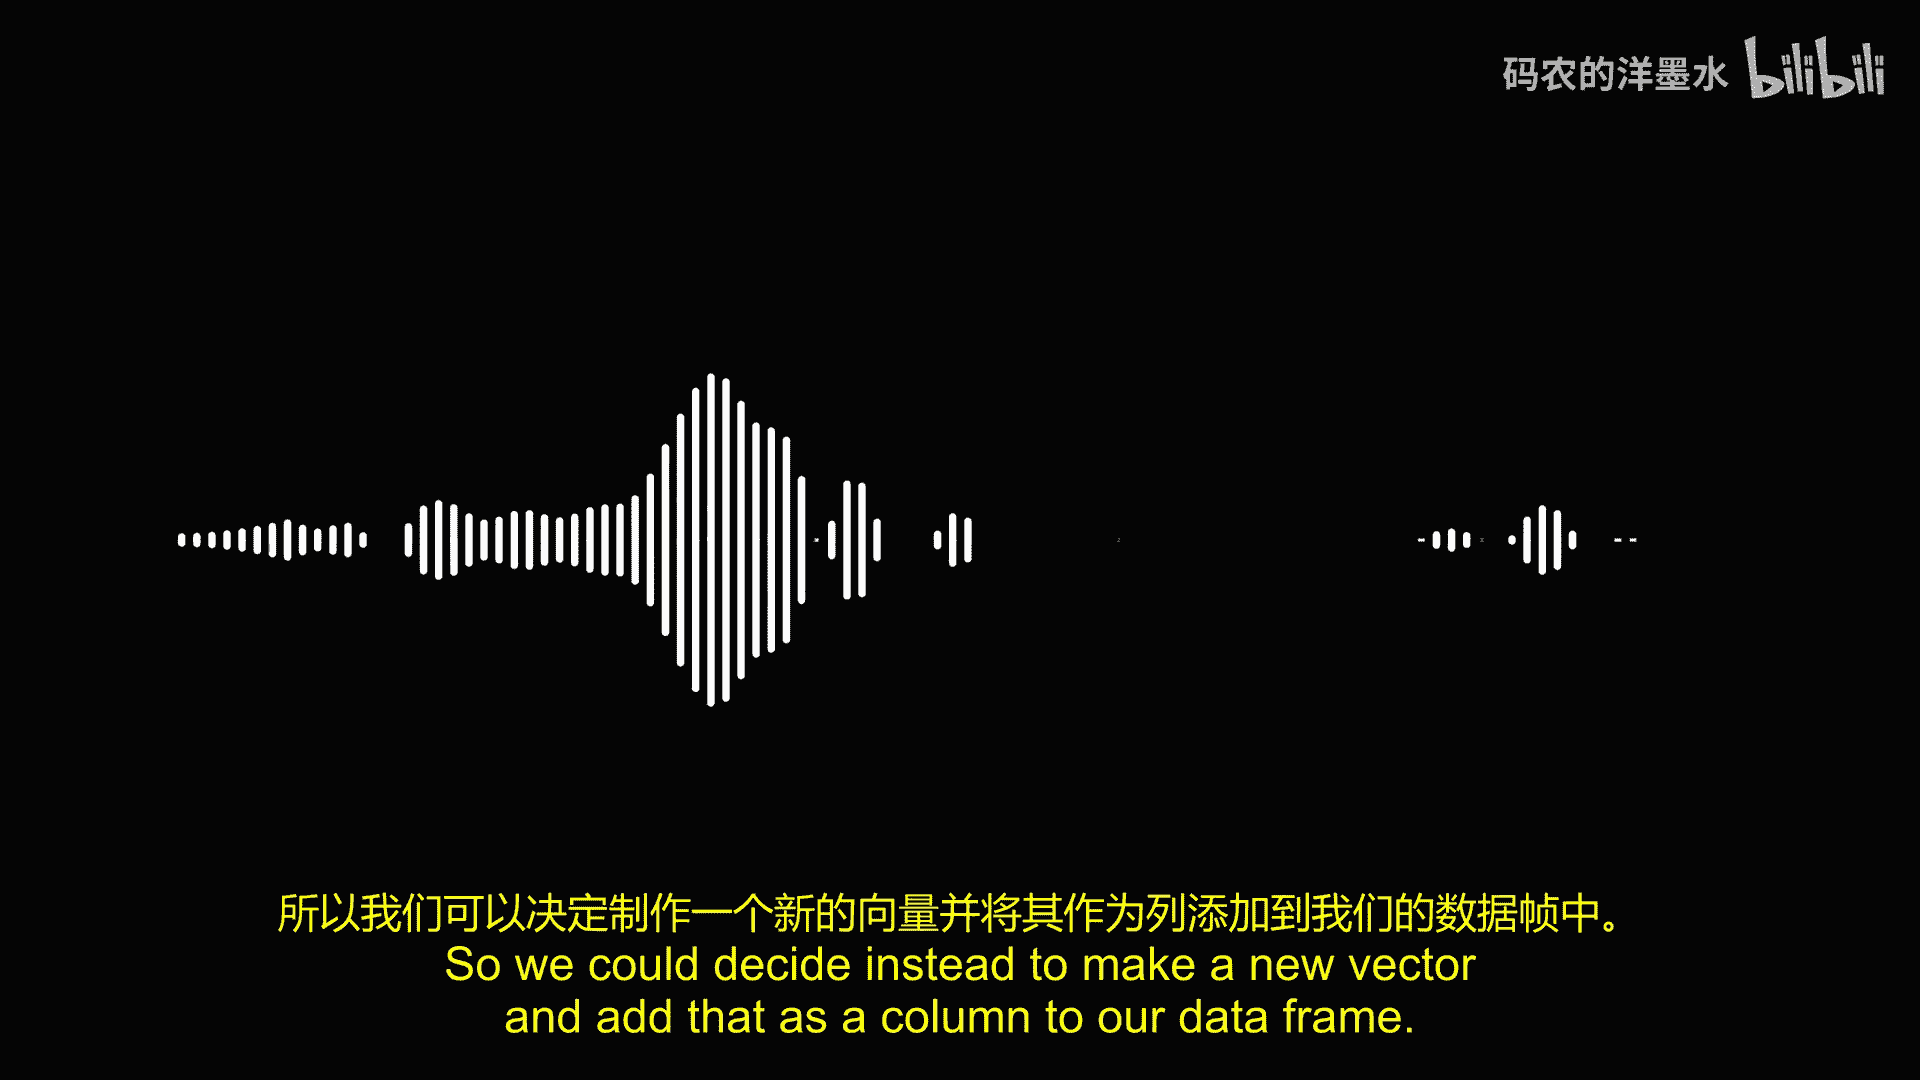 码农的洋墨水 bilibili
所以我们可以决定制作一个新的向量并将其作为列添加到我们的数据帧中。
So we could decide instead to make a new vector
and add that as a column to our data frame.